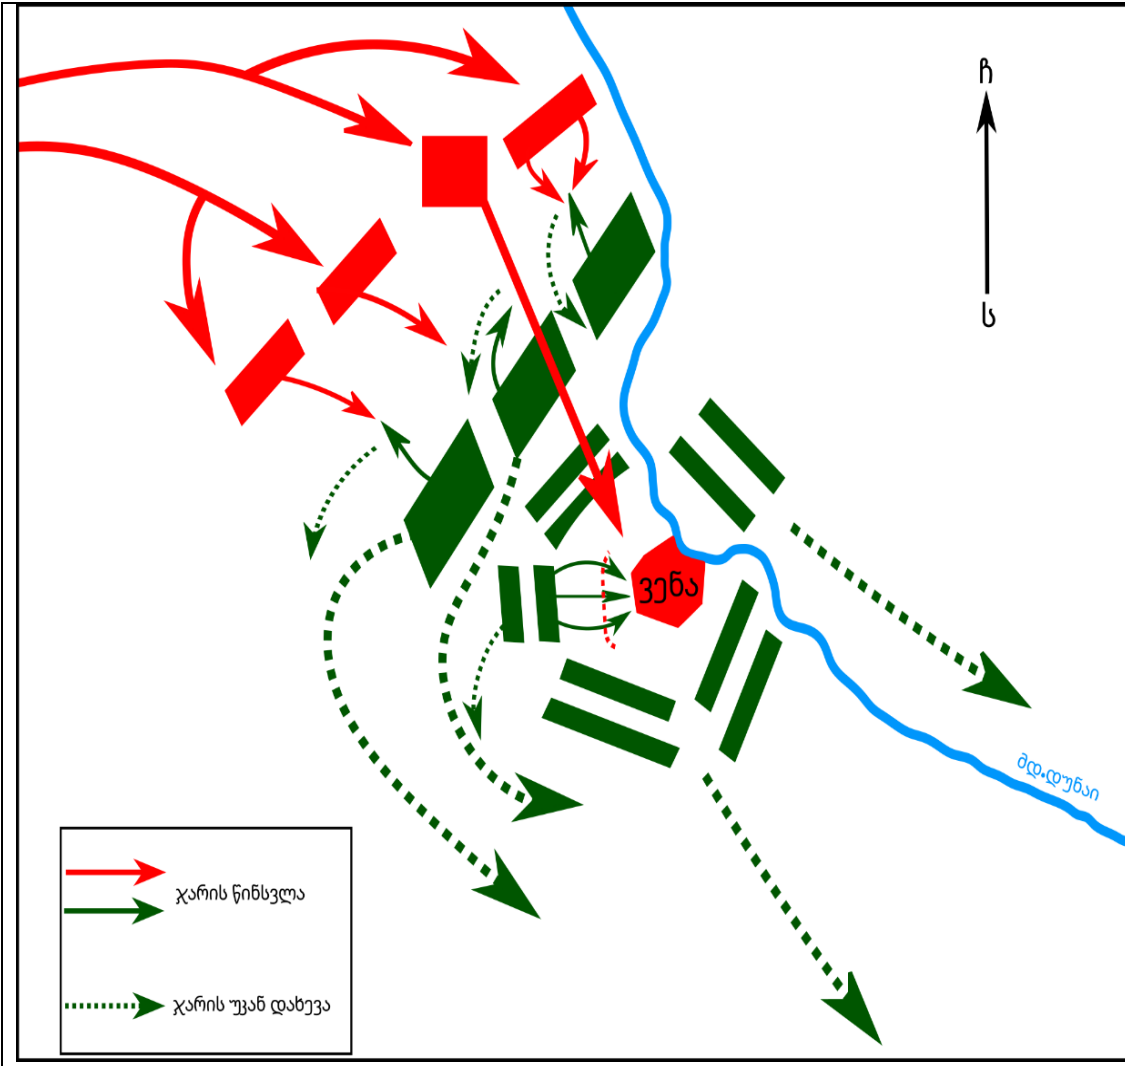 ჩ
ს
ვენა
მდ.დუნაი
ჯარის წინსვლა
ჯარის უკან დახევა